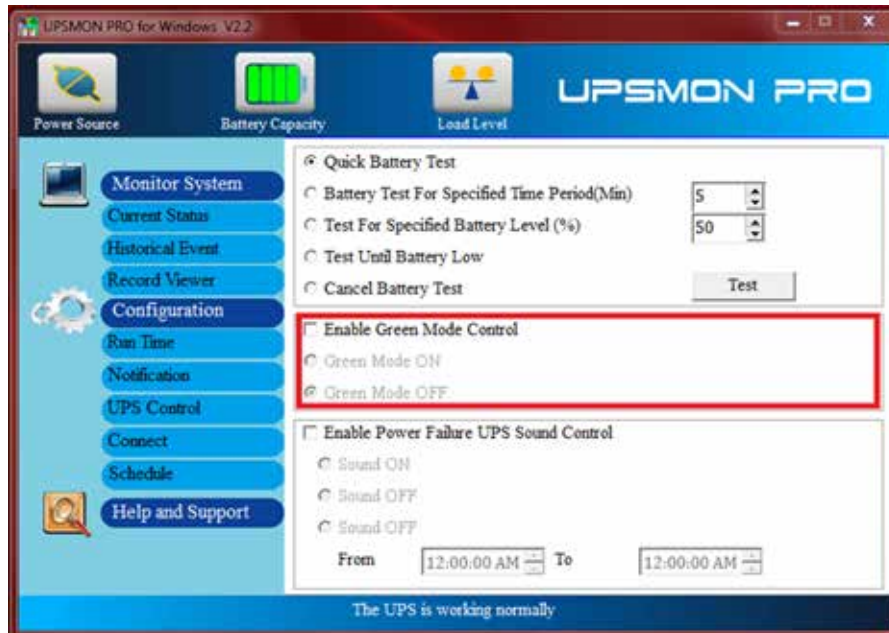 UPSMON PRO for Windows V2.2
Power Source
Battery Capacity
Load Level
UPSMON PRO
Monitor System
Current Status
Historical Event
Record Viewer
Configuration
Run Time
Notification
UPS Control
Connect
Schedule
Help and Support
Quick Battery Test
Battery Test For Specified Time Period(Min) 5
Test For Specified Battery Level (%) 50
Test Until Battery Low
Cancel Battery Test Test
Enable Green Mode Control
Green Mode ON
Green Mode OFF
Enable Power Failure UPS Sound Control
Sound ON
Sound OFF
Sound OFF
From 12:00:00 AM To 12:00:00 AM
The UPS is working normally